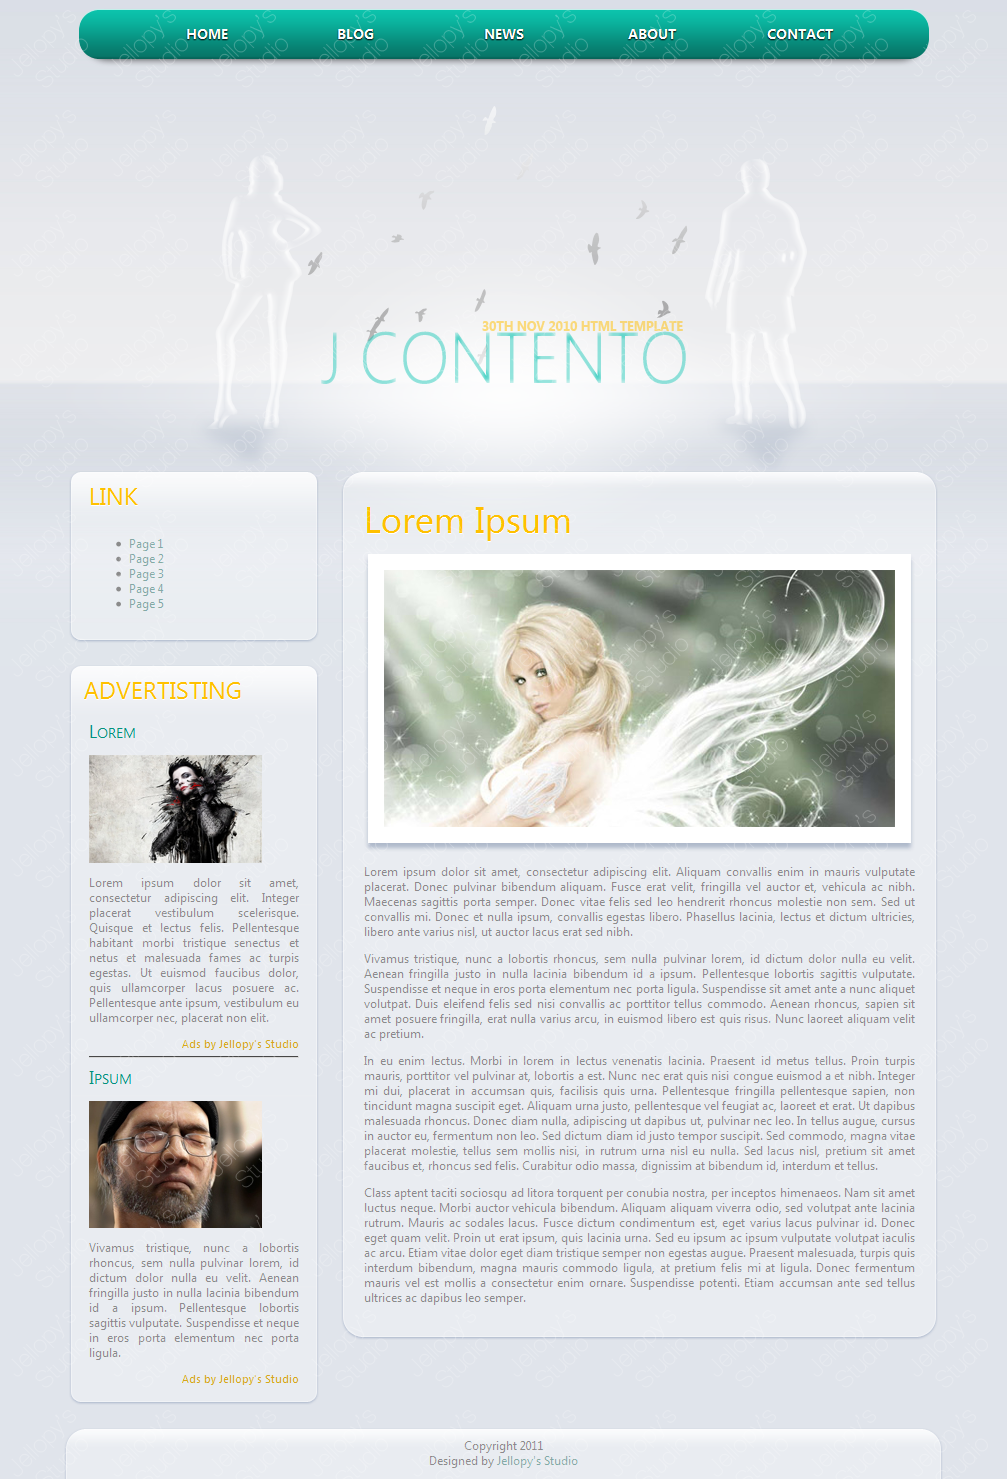 HOME BLOG NEWS ABOUT CONTACT
30TH NOV 2010 HTML TEMPLATE
J CONTENTO
LINK
Page 1
Page 2
Page 3
Page 4
Page 5
ADVERTISTING
LOREM
Lorem ipsum dolor sit amet,
consectetur adipiscing elit. Integer
placerat vestibulum scelerisque.
Quisque et lectus felis. Pellentesque
habitant morbi tristique senectus et
netus et malesuada fames ac turpis
egestas. Ut euismod faucibus dolor,
quis ullamcorper lacus posuere ac.
Pellentesque ante ipsum, vestibulum eu
ullamcorper nec, placerat non elit.
Ads by Jellopy's Studio
IPSUM
Vivamus tristique, nunc a lobortis
rhoncus, sem nulla pulvinar lorem, id
dictum dolor nulla eu velit. Aenean
fringilla justo in nulla lacinia bibendum
id a ipsum. Pellentesque lobortis
sagittis vulputate. Suspendisse et neque
in eros porta elementum nec porta
ligula.
Ads by Jellopy's Studio
Lorem Ipsum
Lorem ipsum dolor sit amet, consectetur adipiscing elit. Aliquam convallis enim in mauris vulputate
placerat. Donec pulvinar bibendum aliquam. Fusce erat velit, fringilla vel auctor et, vehicula ac nibh.
Maecenas sagittis porta semper. Donec vitae felis sed leo hendrerit rhoncus molestie non sem. Sed ut
convallis mi. Donec et nulla ipsum, convallis egestas libero. Phasellus lacinia, lectus et dictum ultricies,
libero ante varius nisl, ut auctor lacus erat sed nibh.
Vivamus tristique, nunc a lobortis rhoncus, sem nulla pulvinar lorem, id dictum dolor nulla eu velit.
Aenean fringilla justo in nulla lacinia bibendum id a ipsum. Pellentesque lobortis sagittis vulputate.
Suspendisse et neque in eros porta elementum nec porta ligula. Suspendisse sit amet ante a nunc aliquet
volutpat. Duis eleifend felis sed nisi convallis ac porttitor tellus commodo. Aenean rhoncus, sapien sit
amet posuere fringilla, erat nulla varius arcu, in euismod libero est quis risus. Nunc laoreet aliquam velit
ac pretium.
In eu enim lectus. Morbi in lorem in lectus venenatis lacinia. Praesent id metus tellus. Proin turpis
mauris, porttitor vel pulvinar at, lobortis a est. Nunc nec erat quis nisi congue euismod a et nibh. Integer
mi dui, placerat in accumsan quis, facilisis quis urna. Pellentesque fringilla pellentesque sapien, non
tincidunt magna suscipit eget. Aliquam urna justo, pellentesque vel feugiat ac, laoreet et erat. Ut dapibus
malesuada rhoncus. Donec diam nulla, adipiscing ut dapibus ut, pulvinar nec leo. In tellus augue, cursus
in auctor eu, fermentum non leo. Sed dictum diam id justo tempor suscipit. Sed commodo, magna vitae
placerat molestie, tellus sem mollis nisi, in rutrum urna nisl eu nulla. Sed lacus nisl, pretium sit amet
faucibus et, rhoncus sed felis. Curabitur odio massa, dignissim at bibendum id, interdum et tellus.
Class aptent taciti sociosqu ad litora torquent per conubia nostra, per inceptos himenaeos. Nam sit amet
luctus neque. Morbi auctor vehicula bibendum. Aliquam aliquam viverra odio, sed volutpat ante lacinia
rutrum. Mauris ac sodales lacus. Fusce dictum condimentum est, eget varius lacus pulvinar id. Donec
eget quam velit. Proin ut erat ipsum, quis lacinia urna. Sed eu ipsum ac ipsum vulputate volutpat iaculis
ac arcu. Etiam vitae dolor eget diam tristique semper non egestas augue. Praesent malesuada, turpis quis
interdum bibendum, magna mauris commodo ligula, at pretium felis mi at ligula. Donec fermentum
mauris vel est mollis a consectetur enim ornare. Suspendisse potenti. Etiam accumsan ante sed tellus
ultrices ac dapibus leo semper.
Copyright 2011
Designed by Jellopy's Studio